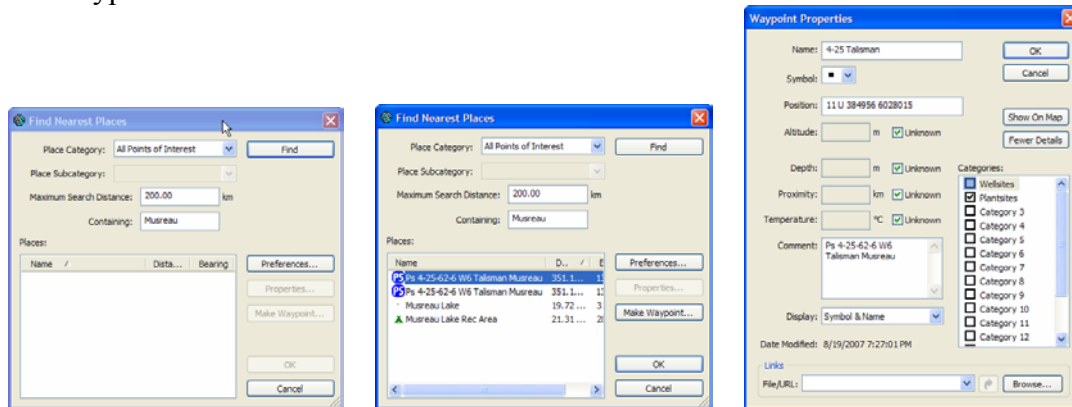 Find Nearest Places
Place Category: All Points of Interest
Find
Place Subcategory:
Maximum Search Distance: 200.00 km
Containing: Musreau
Places:
Name / Dista... Bearing
Preferences...
Properties...
Make Waypoint...
OK
Cancel
Find Nearest Places
Place Category: All Points of Interest
Find
Place Subcategory:
Maximum Search Distance: 200.00 km
Containing: Musreau
Places:
Name D.. /
Preferences...
PS Ps 4-25-62-6 W6 Talisman Musreau 351.1...
PS Ps 4-25-62-6 W6 Talisman Musreau 351.1...
Musreau Lake 19.72 ...
Musreau Lake Rec Area 21.31 ...
Properties...
Make Waypoint...
OK
Cancel
Waypoint Properties
Name: 4-25 Talisman
OK
Symbol:
Cancel
Position: 11 U 384956 6028015
Show On Map
Altitude: m Unknown
Fewer Details
Depth: m Unknown
Proximity: km Unknown
Temperature: °C Unknown
Comment: Ps 4-25-62-6 W6
Talisman Musreau
Categories:
Wellsites
Plantsites
Category 3
Category 4
Category 5
Category 6
Category 7
Category 8
Category 9
Category 10
Category 11
Category 12
Display: Symbol & Name
Date Modified: 8/19/2007 7:27:01 PM
Links
File/URL:
Browse...